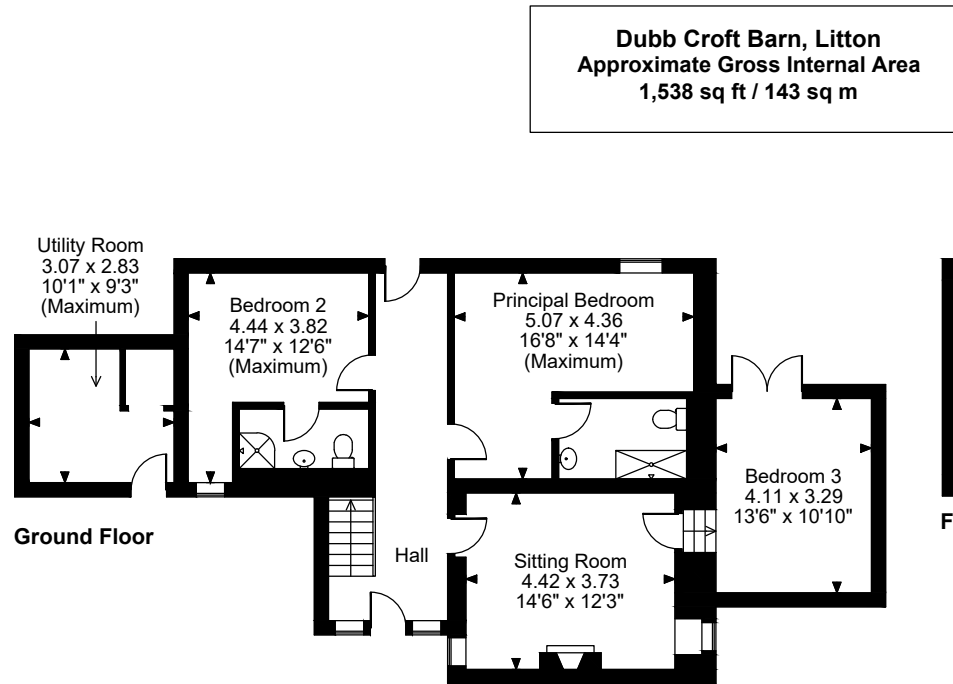 Dubb Croft Barn, Litton
Approximate Gross Internal Area
1,538 sq ft / 143 sq m
Utility Room
3.07 x 2.83
10'1" x 9'3"
(Maximum)
Bedroom 2
4.44 x 3.82
14'7" x 12'6"
(Maximum)
Principal Bedroom
5.07 x 4.36
16'8" x 14'4"
(Maximum)
Bedroom 3
4.11 x 3.29
13'6" x 10'10"
Ground Floor
F
Hall
Sitting Room
4.42 x 3.73
14'6" x 12'3"